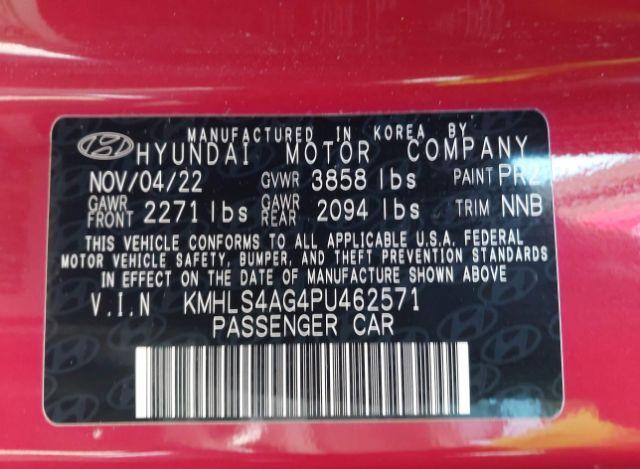 MANUFACTURED IN KOREA BY
HYUNDAI MOTOR COMPANY
NOV/04/22 GVWR 3858 lbs PAINT PR2
GAWR FRONT 2271 lbs GAWR REAR 2094 lbs TRIM NNB
THIS VEHICLE CONFORMS TO ALL APPLICABLE U.S.A. FEDERAL
MOTOR VEHICLE SAFETY, BUMPER, AND THEFT PREVENTION STANDARDS
IN EFFECT ON THE DATE OF MANUFACTURE SHOWN ABOVE
V.I.N KMHLS4AG4PU462571
PASSENGER CAR